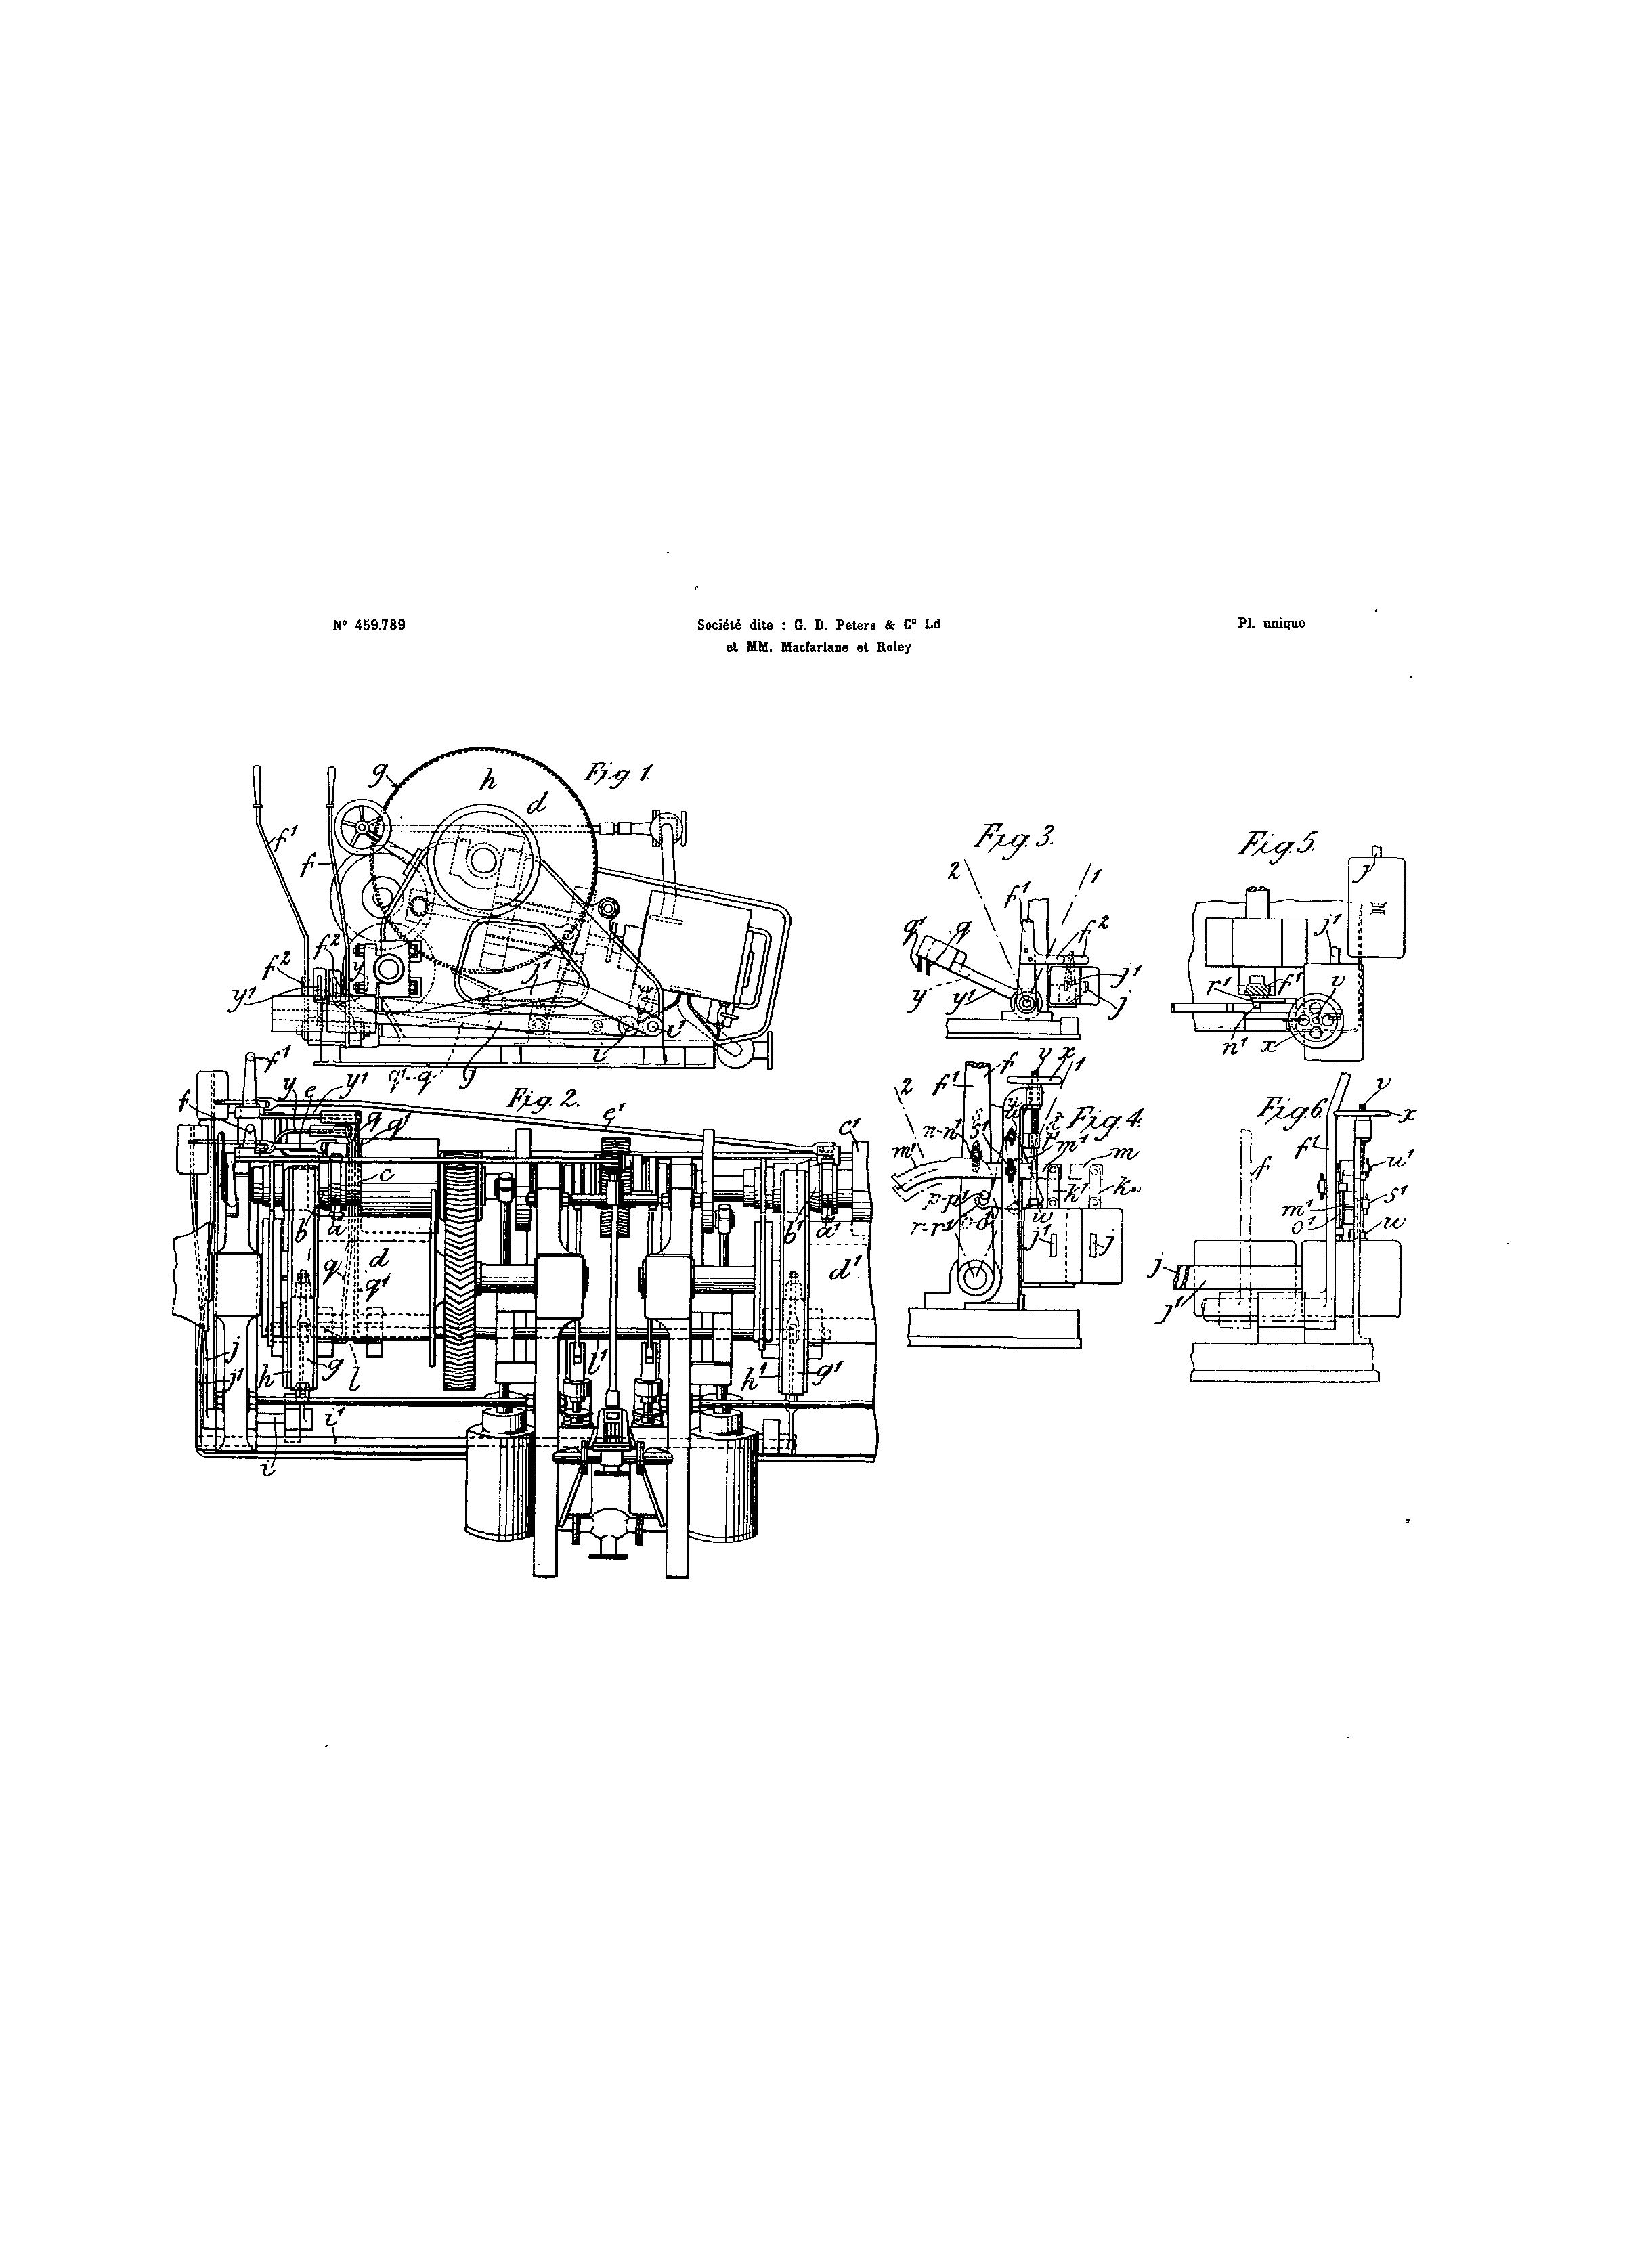 Nº 459.789
Société dite : G. D. Peters & Cº Ld
et MM. Macfarlane et Roley
Pl. unique
Fig. 1.
g
h
d
f¹
f
f²
f²
y
y¹
j¹
i
i¹
q¹
q
g
Fig. 2.
f¹
f
y
e
y¹
q
q¹
e¹
c¹
c
b
a
b¹
a¹
q
d
q¹
d¹
j
j¹
h
g
l
l¹
h¹
g¹
i¹
i
Fig. 3.
2
1
f¹
f²
q¹
q
y
y¹
j¹
j
Fig. 4.
2
1
f¹
f
v
x
n-n¹
s
s¹
u
t
m¹
m¹
m
p-p¹
k¹
k
r-r¹
o-o¹
w
j¹
j
Fig. 5.
j
j¹
r¹
f¹
v
n¹
x
Fig. 6.
v
x
f¹
f
u¹
m¹
s¹
o¹
w
j
j¹